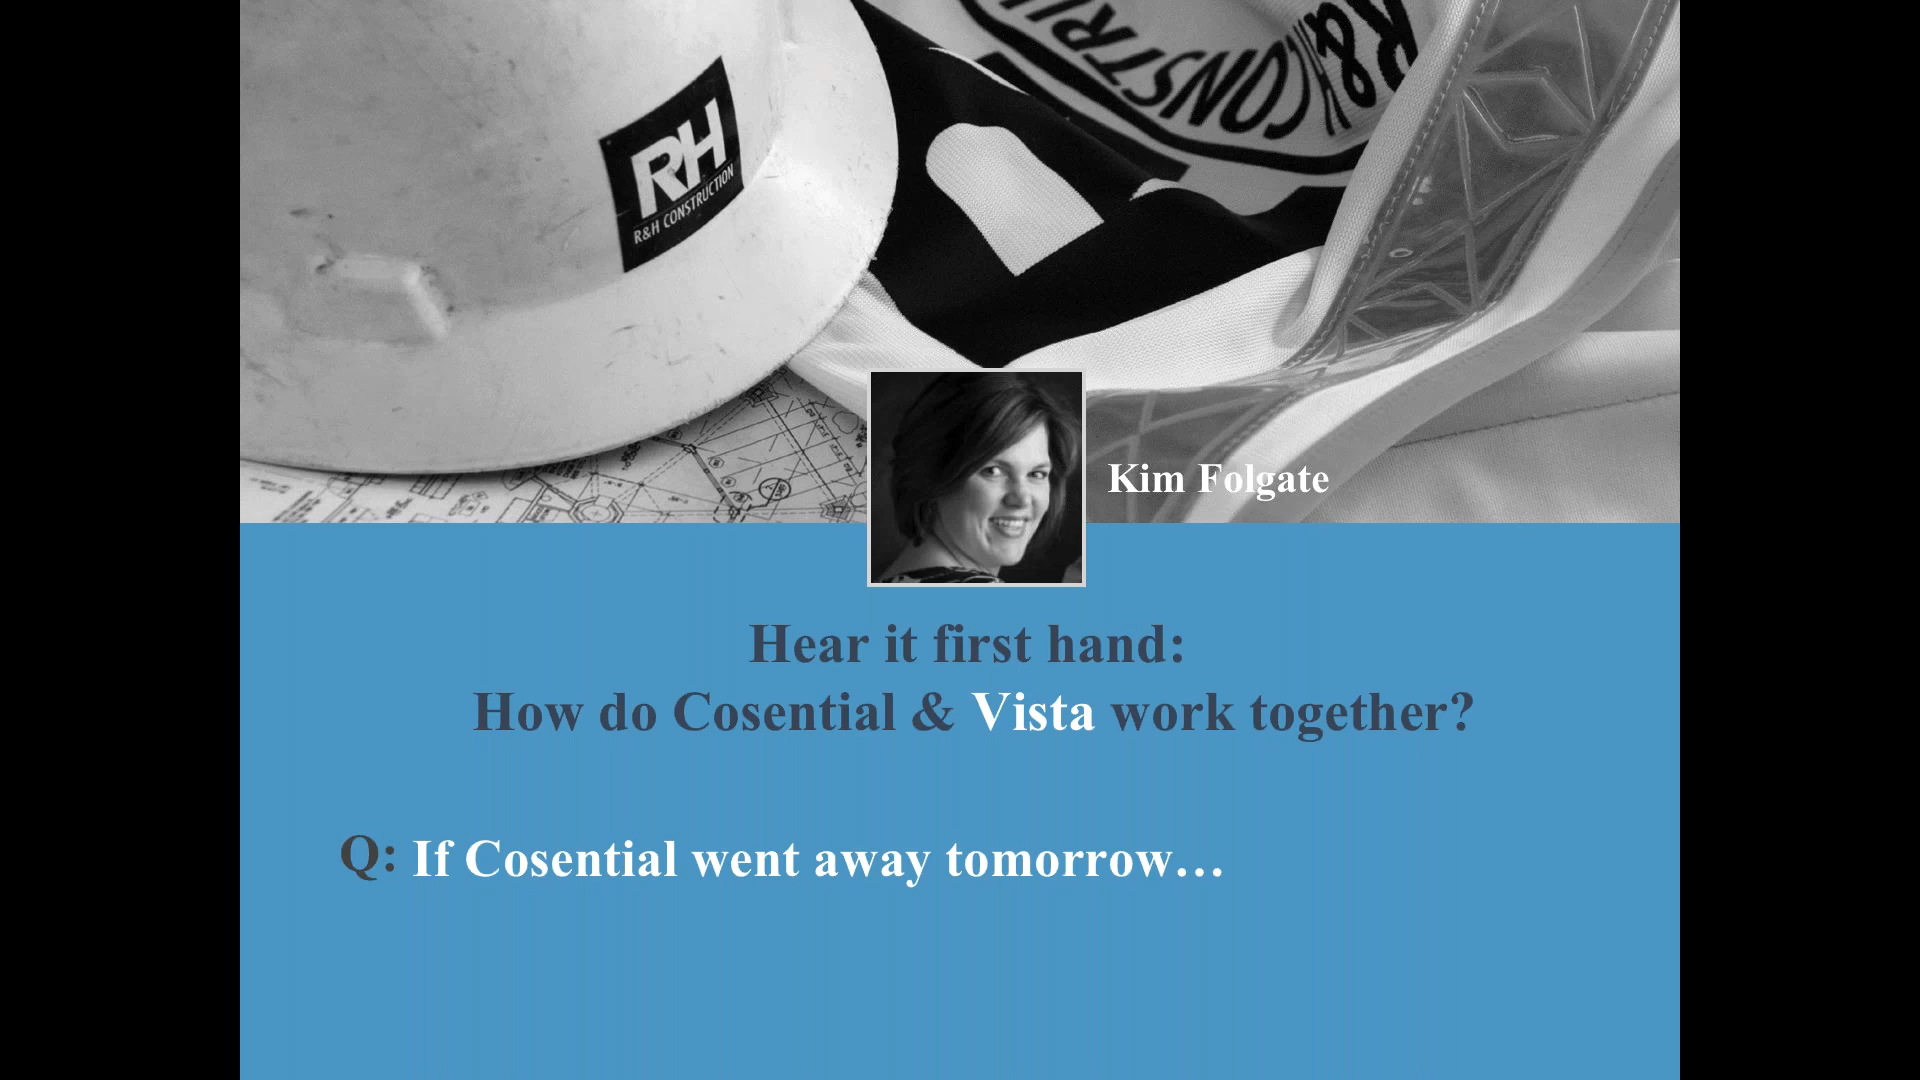 RH
R&H CONSTRUCTION
R&H
Kim Folgate
Hear it first hand:
How do Cosential & Vista work together?
Q: If Cosential went away tomorrow…